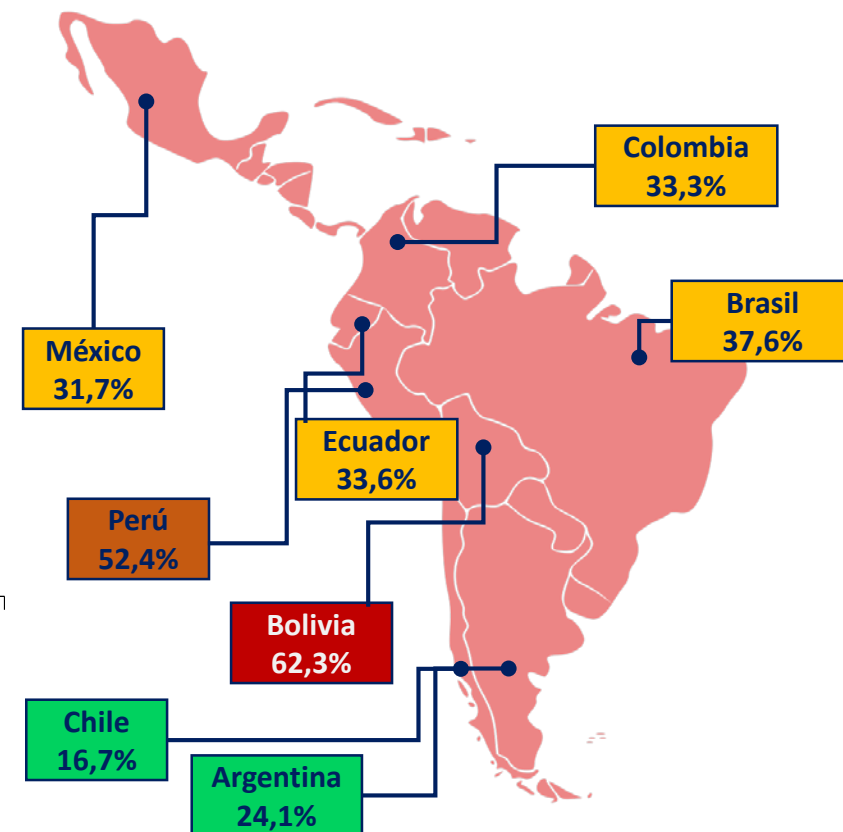 Colombia
33,3%
Brasil
37,6%
México
31,7%
Ecuador
33,6%
Perú
52,4%
Bolivia
62,3%
Chile
16,7%
Argentina
24,1%